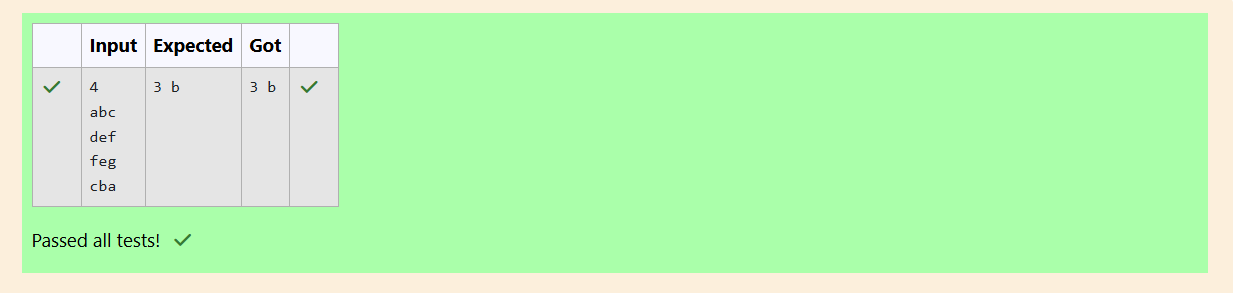 Input Expected Got
4 3 b 3 b
abc
def
feg
cba
Passed all tests!